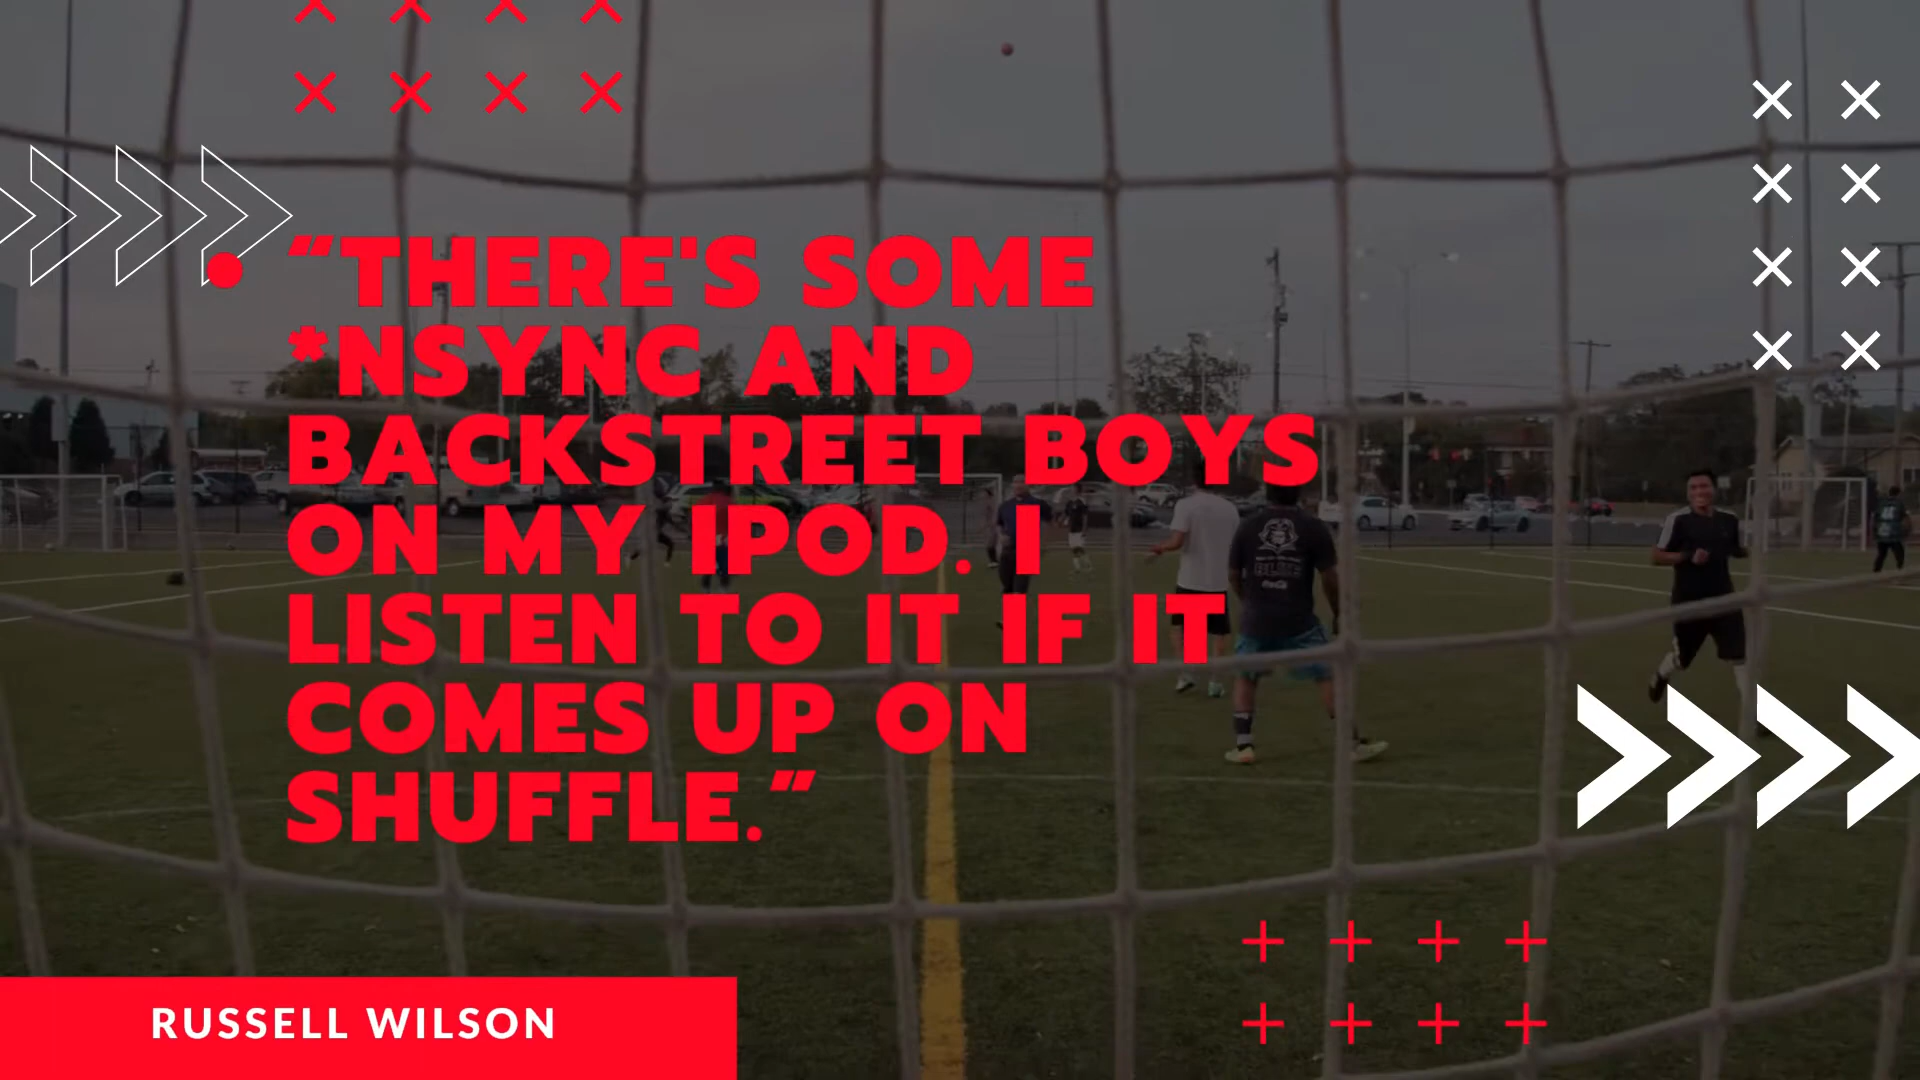 “THERE'S SOME
*NSYNC AND
BACKSTREET BOYS
ON MY IPOD. I
LISTEN TO IT IF IT
COMES UP ON
SHUFFLE.”
RUSSELL WILSON